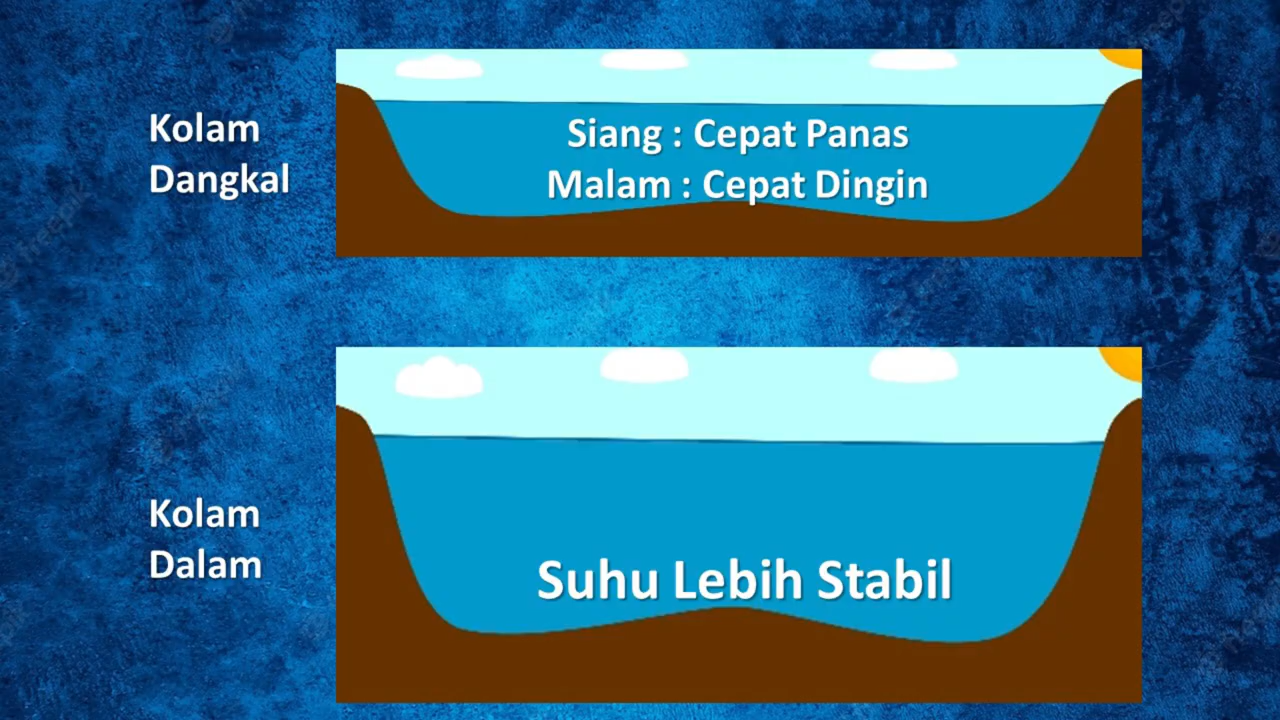 Kolam
Dangkal
Siang : Cepat Panas
Malam : Cepat Dingin
Kolam
Dalam
Suhu Lebih Stabil